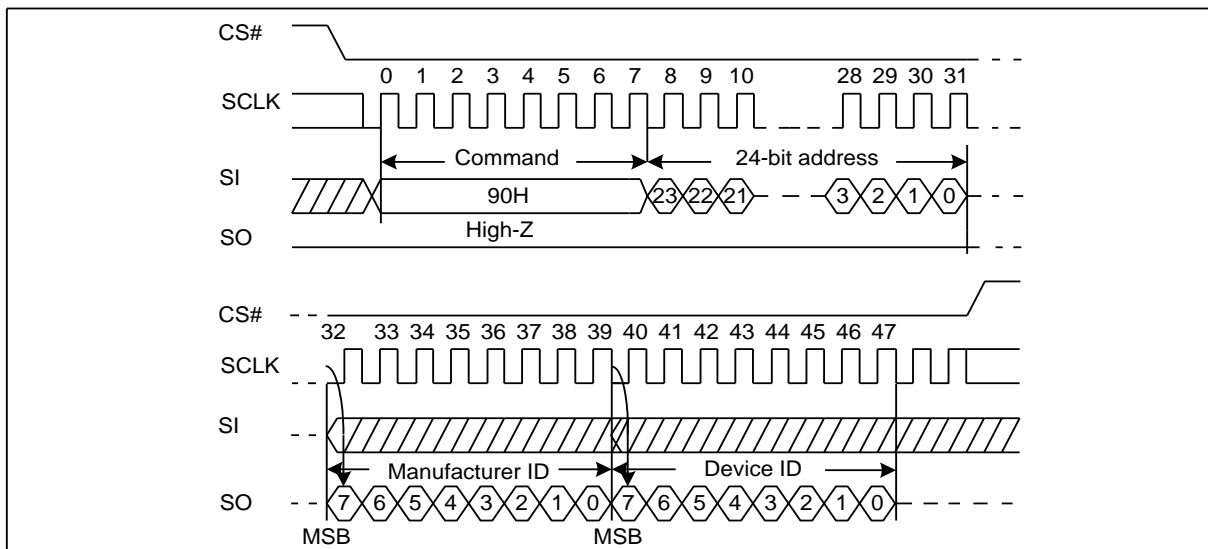 CS#
0 1 2 3 4 5 6 7 8 9 10 28 29 30 31
SCLK
Command 24-bit address
SI
90H 23 22 21 3 2 1 0
High-Z
SO
CS#
32 33 34 35 36 37 38 39 40 41 42 43 44 45 46 47
SCLK
SI
Manufacturer ID Device ID
SO 7 6 5 4 3 2 1 0 7 6 5 4 3 2 1 0
MSB MSB